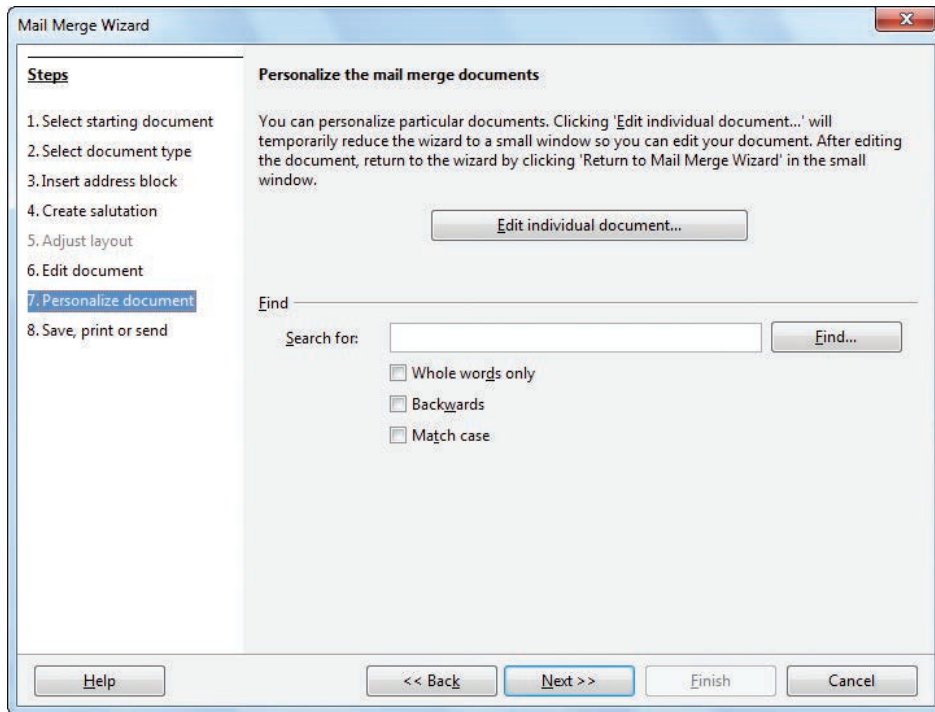 Mail Merge Wizard
Steps
1. Select starting document
2. Select document type
3. Insert address block
4. Create salutation
5. Adjust layout
6. Edit document
7. Personalize document
8. Save, print or send
Personalize the mail merge documents
You can personalize particular documents. Clicking 'Edit individual document...' will
temporarily reduce the wizard to a small window so you can edit your document. After editing
the document, return to the wizard by clicking 'Return to Mail Merge Wizard' in the small
window.
Edit individual document...
Find
Search for:
Find...
Whole words only
Backwards
Match case
Help
<< Back
Next >>
Finish
Cancel